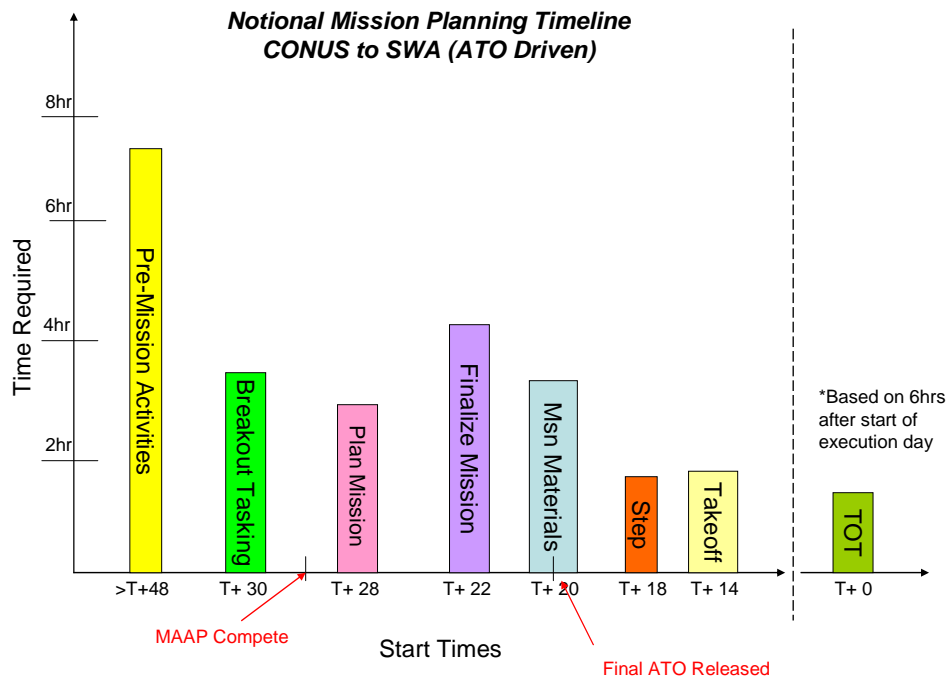 Notional Mission Planning Timeline
CONUS to SWA (ATO Driven)
8hr
6hr
4hr
2hr
Time Required
Pre-Mission Activities
Breakout Tasking
Plan Mission
Finalize Mission
Msn Materials
Step
Takeoff
TOT
*Based on 6hrs
after start of
execution day
>T+48
T+ 30
T+ 28
T+ 22
T+ 20
T+ 18
T+ 14
T+ 0
MAAP Compete
Start Times
Final ATO Released